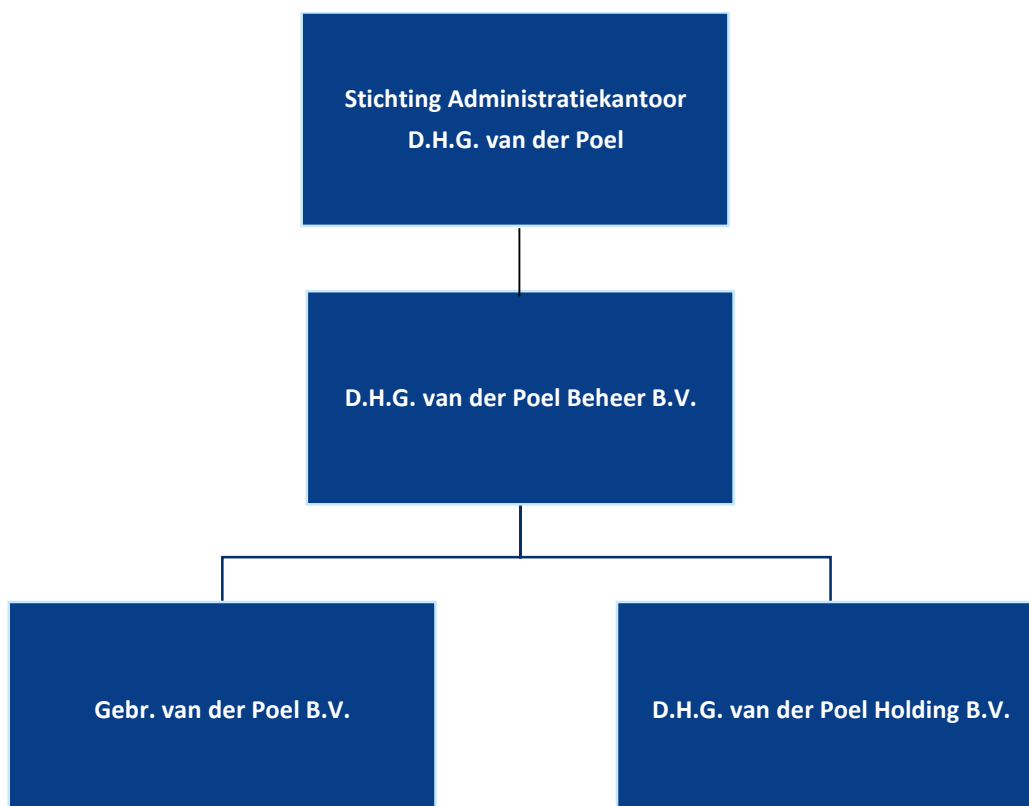 Stichting Administratiekantoor
D.H.G. van der Poel
D.H.G. van der Poel Beheer B.V.
Gebr. van der Poel B.V.
D.H.G. van der Poel Holding B.V.